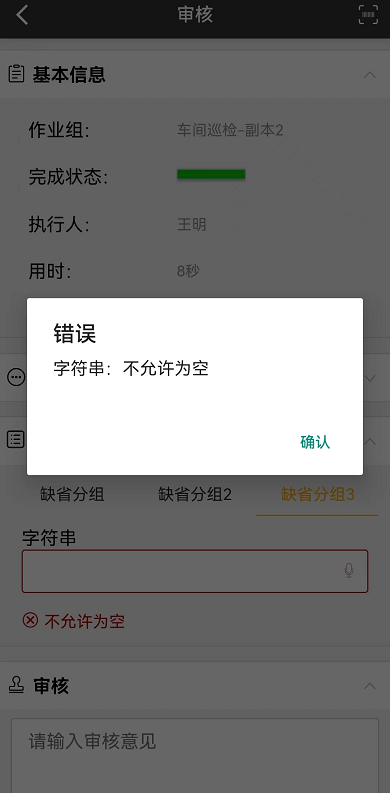 审核
基本信息
作业组：
车间巡检-副本2
完成状态：
执行人：
王明
用时：
8秒
错误
字符串：不允许为空
确认
缺省分组
缺省分组2
缺省分组3
字符串
不允许为空
审核
请输入审核意见